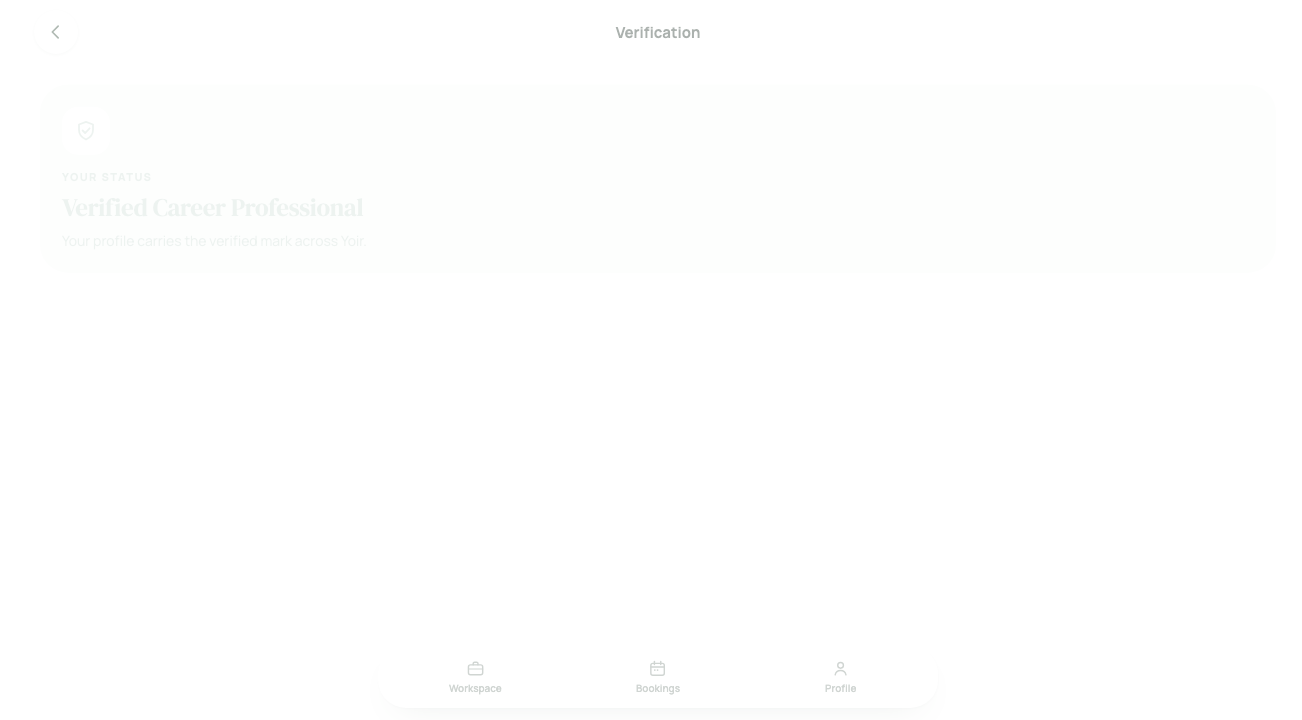 Verification
YOUR STATUS
Verified Career Professional
Your profile carries the verified mark across Yoir.
Workspace
Bookings
Profile